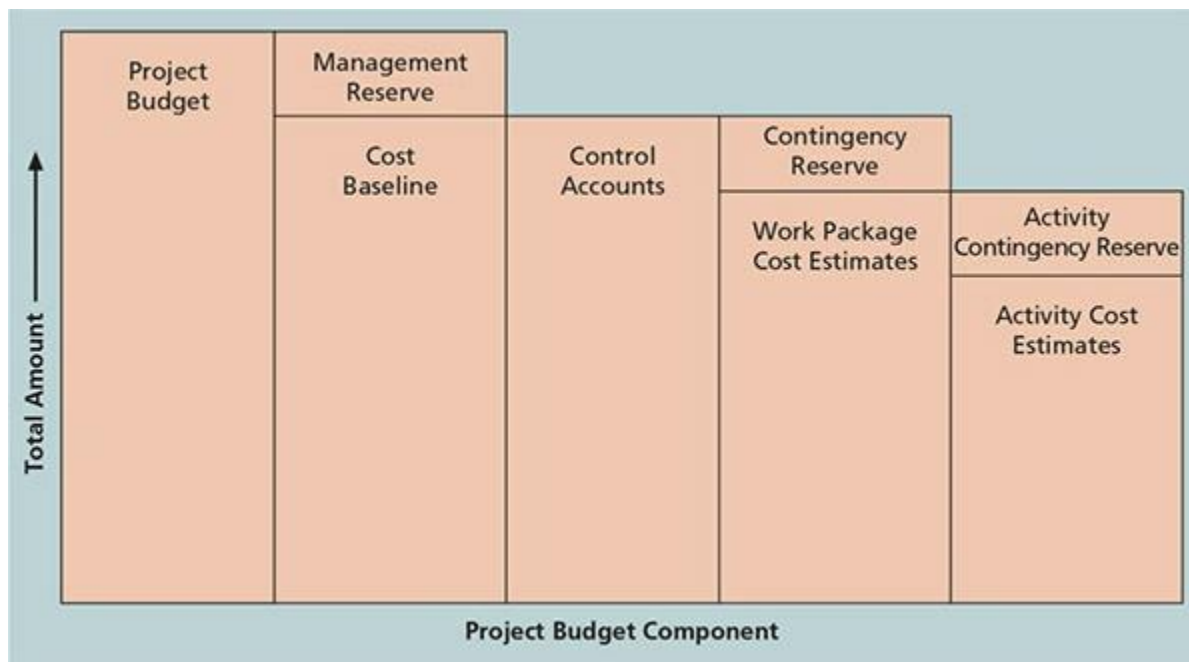 Project
Budget
Management
Reserve
Cost
Baseline
Control
Accounts
Contingency
Reserve
Work Package
Cost Estimates
Activity
Contingency Reserve
Activity Cost
Estimates
Total Amount
Project Budget Component